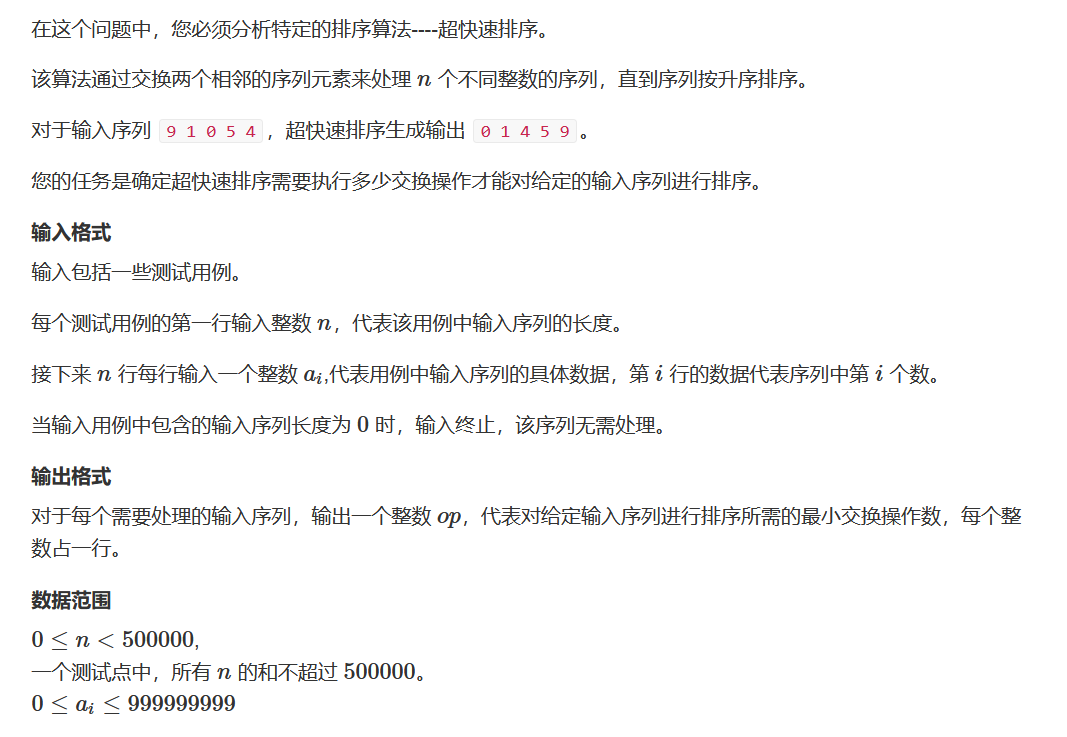 在这个问题中，您必须分析特定的排序算法----超快速排序。
该算法通过交换两个相邻的序列元素来处理 n 个不同整数的序列，直到序列按升序排序。
对于输入序列 9 1 0 5 4，超快速排序生成输出 0 1 4 5 9。
您的任务是确定超快速排序需要执行多少交换操作才能对给定的输入序列进行排序。
输入格式
输入包括一些测试用例。
每个测试用例的第一行输入整数 n，代表该用例中输入序列的长度。
接下来 n 行每行输入一个整数 aᵢ,代表用例中输入序列的具体数据，第 i 行的数据代表序列中第 i 个数。
当输入用例中包含的输入序列长度为 0 时，输入终止，该序列无需处理。
输出格式
对于每个需要处理的输入序列，输出一个整数 op，代表对给定输入序列进行排序所需的最小交换操作数，每个整
数占一行。
数据范围
0 ≤ n < 500000,
一个测试点中，所有 n 的和不超过 500000。
0 ≤ aᵢ ≤ 999999999